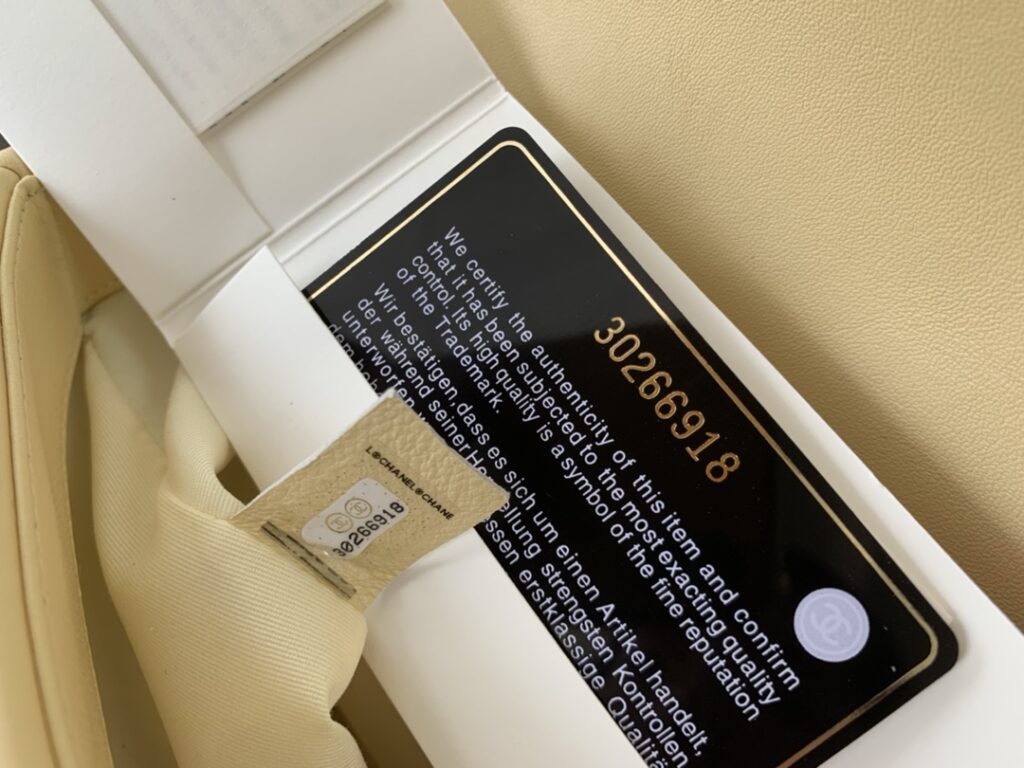 30266918
We certify the authenticity of this item and confirm
that it has been subjected to the most exacting quality
control. Its high quality is a symbol of the fine reputation
of the Trademark.
Wir bestätigen, dass es sich um einen Artikel handelt,
der während seiner strengsten Kontrollen
unterworfen erstklassige Qualitä
L®CHANEL®CHANE
30266918